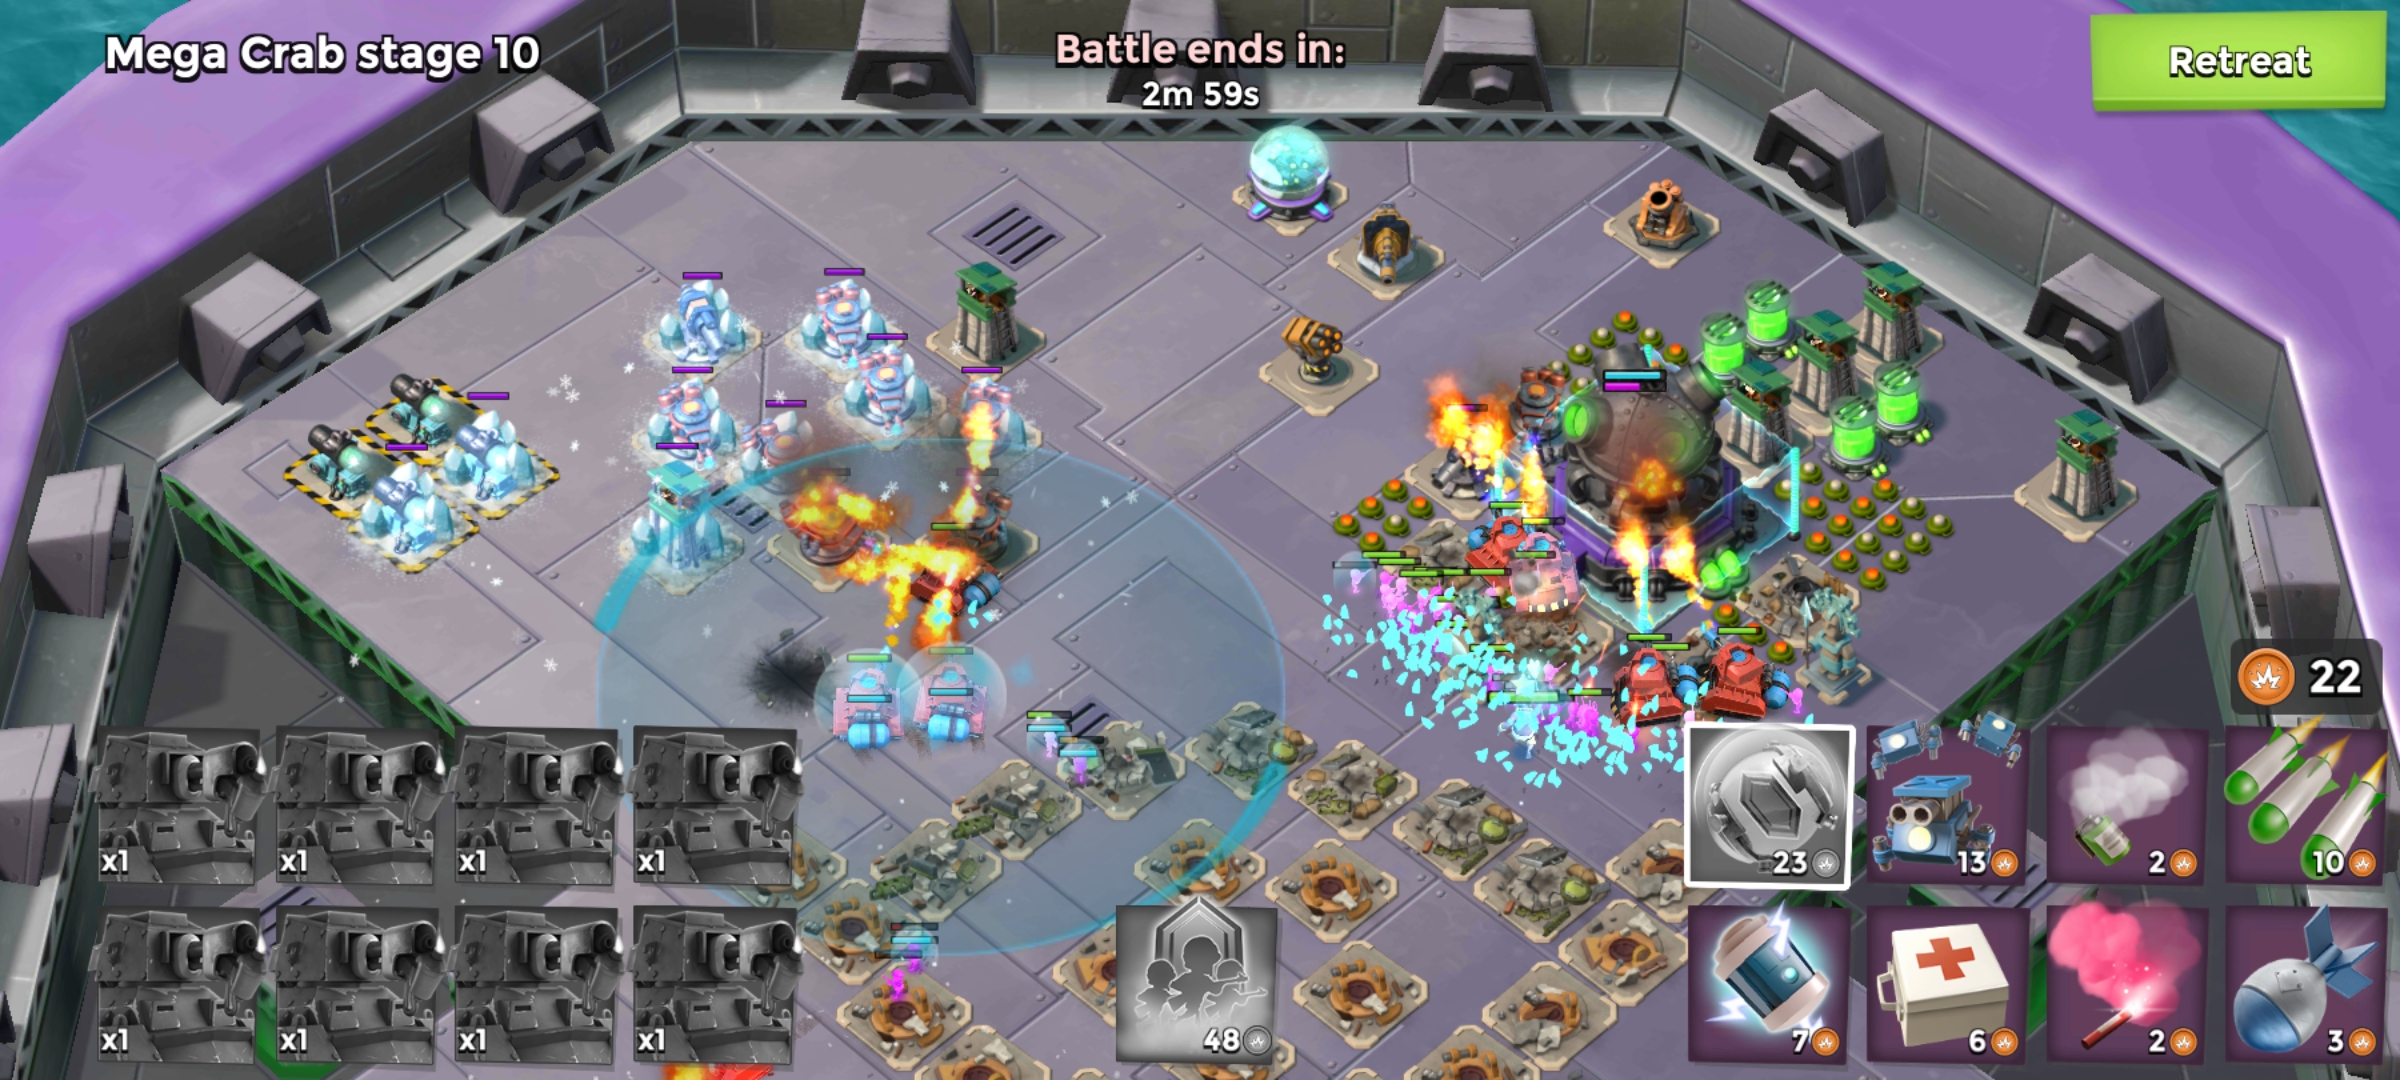 Mega Crab stage 10
Battle ends in:
2m 59s
Retreat
22
x1
x1
x1
x1
23
13
2
10
x1
x1
x1
x1
48
7
6
2
3